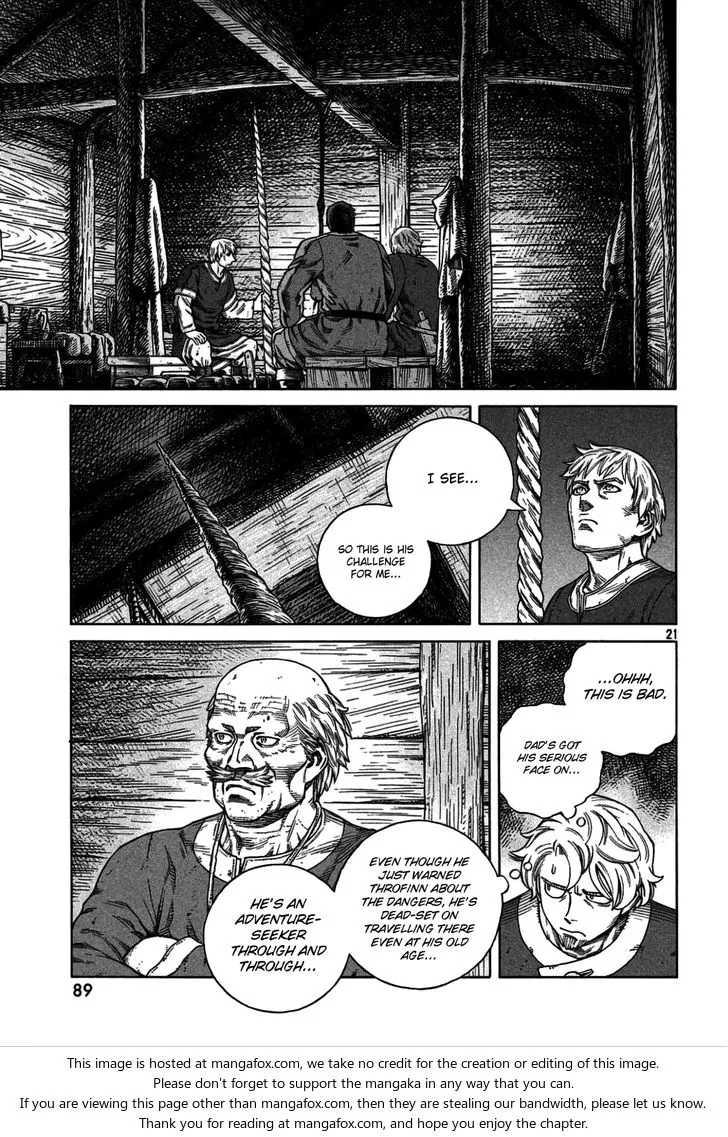 I SEE...
SO THIS IS HIS
CHALLENGE
FOR ME...
21
...OHHH,
THIS IS BAD.
DAD'S GOT
HIS SERIOUS
FACE ON...
EVEN THOUGH HE
JUST WARNED
THROFINN ABOUT
THE DANGERS, HE'S
DEAD-SET ON
TRAVELLING THERE
EVEN AT HIS OLD
AGE...
HE'S AN
ADVENTURE-
SEEKER
THROUGH AND
THROUGH...
89
This image is hosted at mangafox.com, we take no credit for the creation or editing of this image.
Please don't forget to support the mangaka in any way that you can.
If you are viewing this page other than mangafox.com, then they are stealing our bandwidth, please let us know.
Thank you for reading at mangafox.com, and hope you enjoy the chapter.